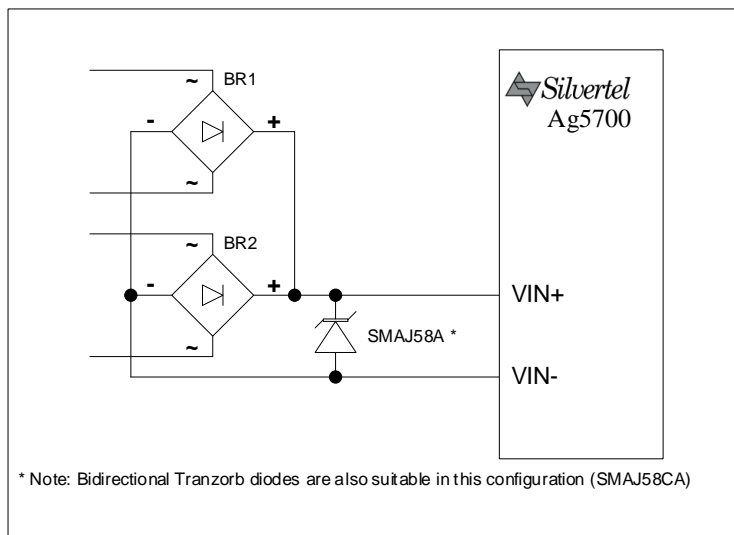 ~
BR1
-
+
~
Silvertel
Ag5700
~
BR2
-
+
~
VIN+
SMAJ58A *
VIN-
* Note: Bidirectional Tranzorb diodes are also suitable in this configuration (SMAJ58CA)